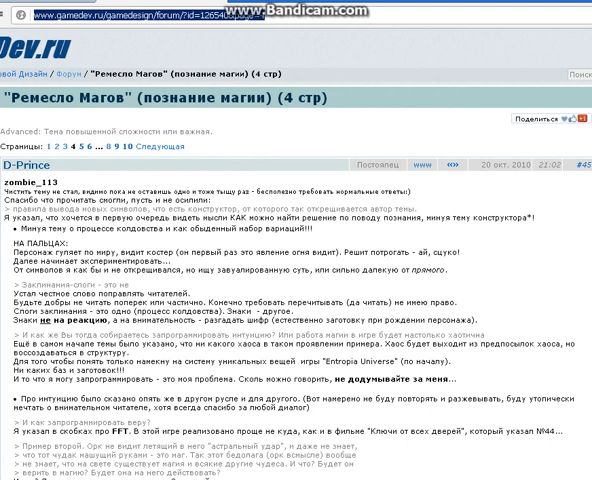 www.gamedev.ru/gamedesign/forum/?id=126540
www.Bandicam.com
Dev.ru
овой Дизайн / Форум / "Ремесло Магов" (познание магии) (4 стр)
Поиск
"Ремесло Магов" (познание магии) (4 стр)
Поделиться +1
Advanced: Тема повышенной сложности или важная.
Страницы: 1 2 3 4 5 6 ... 8 9 10 Следующая
D-Prince Постоялец www «»› 20 окт. 2010 21:02 #45
zombie_113
Чистить тему не стал, видимо пока не оставишь одно и тоже тыщу раз - бесполезно требовать нормальные ответы:)
Спасибо что прочитать смогли, пусть и не осилили:
> правила вывода новых символов, что есть конструктор, от которого так открещивается автор темы.
Я указал, что хочется в первую очередь видеть мысли КАК можно найти решение по поводу познания, минуя тему конструктора*!
• Минуя тему о процессе колдовства и как обыденный набор вариаций!!!
НА ПАЛЬЦАХ:
Персонаж гуляет по миру, видит костер (он первый раз это явление огня видит). Решит потрогать - ай, сцуко!
Далее начинает экспериментировать...
От символов я как бы и не открещивался, но ищу завуалированную суть, или сильно далекую от прямого.
> Заклинания-слоги - это не
Устал честное слово поправлять читателей.
Будьте добры не читать поперек или частично. Конечно требовать перечитывать (да читать) не имею право.
Слоги заклинания - это одно (процесс колдовства). Знаки - другое.
Знаки не на реакцию, а на внимательность - разгадать шифр (естественно заготовку при рождении персонажа).
> И как же Вы тогда собираетесь запрограммировать интуицию? Или работа магии в игре будет настолько хаотична
Ещё в самом начале темы было указано, что ни какого хаоса в таком проявлении примера. Хаос будет выходит из предпосылок хаоса, но
воссоздаваться в структуру.
Для того чтобы понять только намекну на систему уникальных вещей игры "Entropia Universe" (по началу).
Ни каких баз и заготовок!!!
И то что я могу запрограммировать - это моя проблема. Сколь можно говорить, не додумывайте за меня...
• Про интуицию было сказано опять же в другом русле и для другого. (Вот намерено не буду повторять и разжевывать, буду утопически
мечтать о внимательном читателе, хотя всегда спасибо за любой диалог)
> И как запрограммировать веру?
Я указал в скобках про FFT. В этой игре реализовано проще не куда, как и в фильме "Ключи от всех дверей", который указал №44...
> Пример второй. Орк не видит летящий в него "астральный удар", и даже не знает,
> что тот чудак машущий руками - это маг. Так этот бедолага (орк всмысле) вообще
> не знает, что на свете существует магия и всякие другие чудеса. И что? Будет он
> верить в магию? Будет она на него действовать?